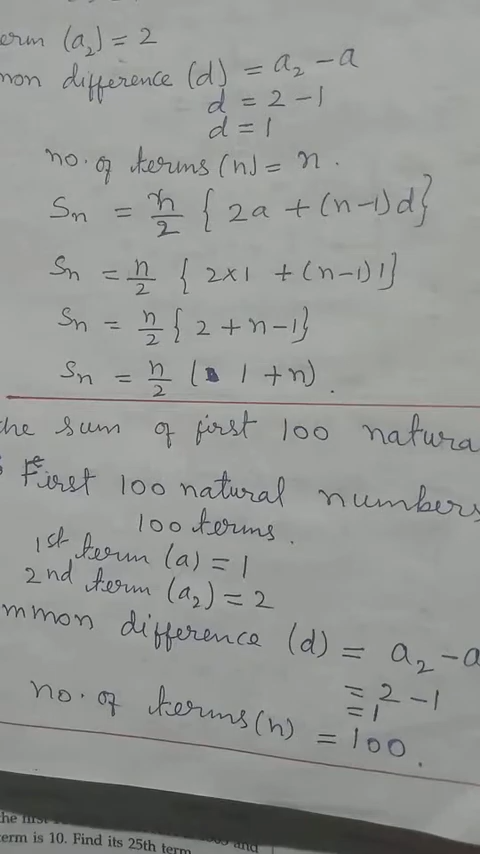 erm (a₂) = 2
mon difference (d) = a₂ - a
d = 2 - 1
d = 1
no. of terms (n) = n.
Sn = n/2 { 2a + (n-1)d}
Sn = n/2 { 2×1 + (n-1)1}
Sn = n/2 { 2 + n - 1}
Sn = n/2 ( 1 + n).
the sum of first 100 natura
First 100 natural numbers
100 terms.
1st term (a) = 1
2nd term (a₂) = 2
mmon difference (d) = a₂ - a
= 2 - 1
= 1
no. of terms (n) = 100.
the
and
erm is 10. Find its 25th term